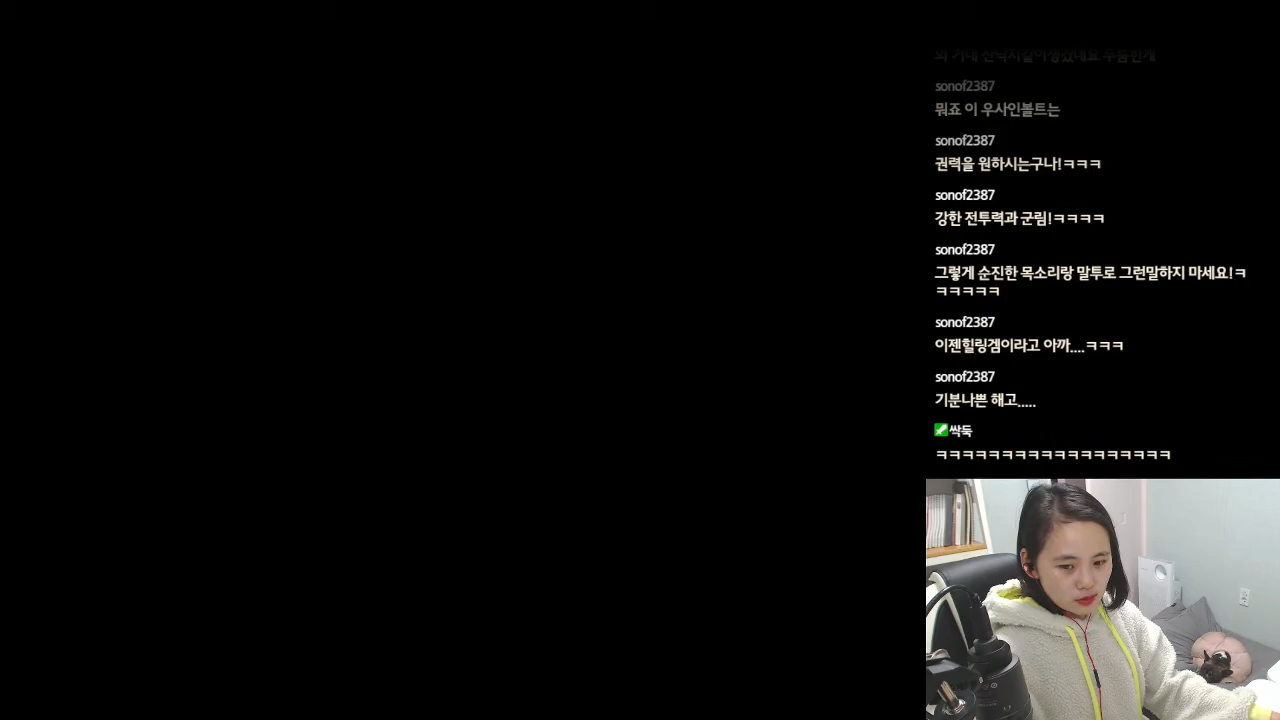 sonof2387
뭐죠 이 우사인볼트는
sonof2387
권력을 원하시는구나!ㅋㅋㅋ
sonof2387
강한 전투력과 군림!ㅋㅋㅋㅋ
sonof2387
그렇게 순진한 목소리랑 말투로 그런말하지 마세요!ㅋ
ㅋㅋㅋㅋㅋ
sonof2387
이젠힐링겜이라고 아까....ㅋㅋㅋ
sonof2387
기분나쁜 해고.....
싹둑
ㅋㅋㅋㅋㅋㅋㅋㅋㅋㅋㅋㅋㅋㅋㅋㅋㅋㅋ